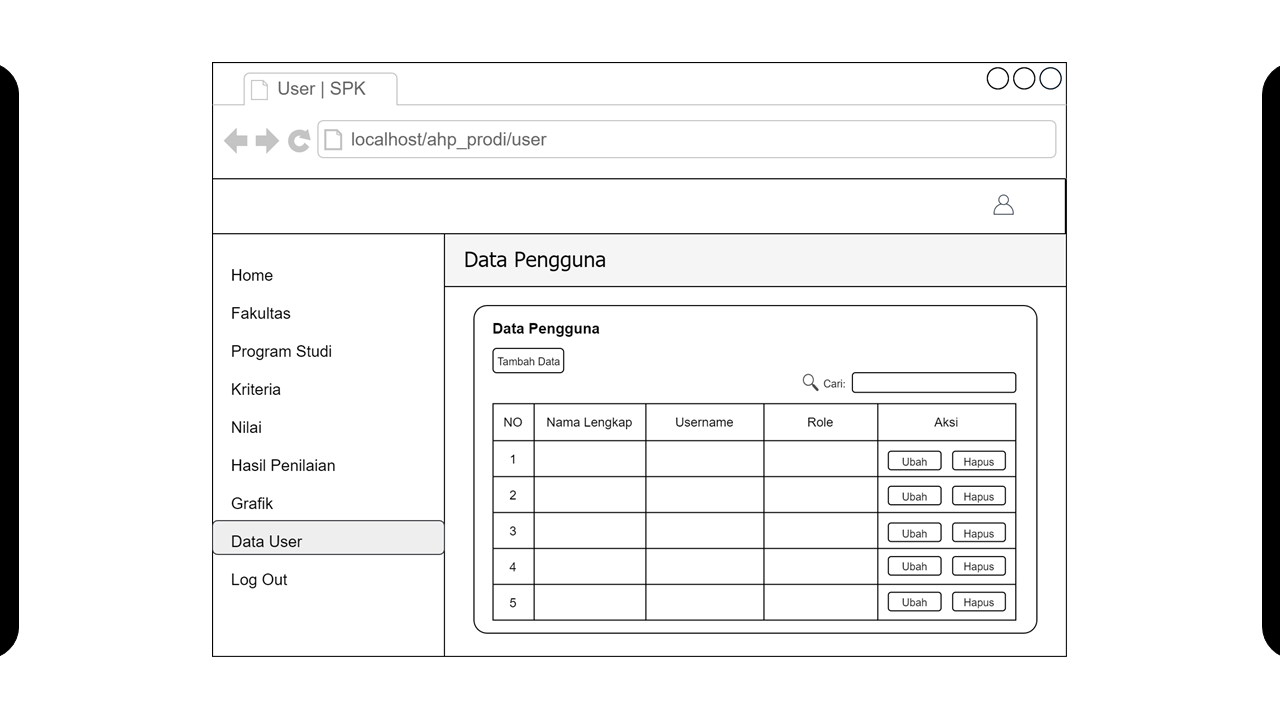 User | SPK
localhost/ahp_prodi/user
Home
Fakultas
Program Studi
Kriteria
Nilai
Hasil Penilaian
Grafik
Data User
Log Out
Data Pengguna
Data Pengguna
Tambah Data
Cari:
NO Nama Lengkap Username Role Aksi
1 Ubah Hapus
2 Ubah Hapus
3 Ubah Hapus
4 Ubah Hapus
5 Ubah Hapus